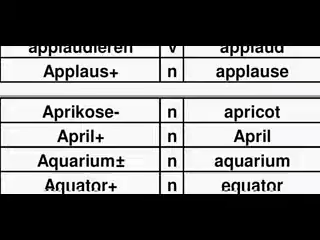 applaudieren v applaud
Applaus+ n applause
Aprikose- n apricot
April+ n April
Aquarium± n aquarium
Aquator+ n equator